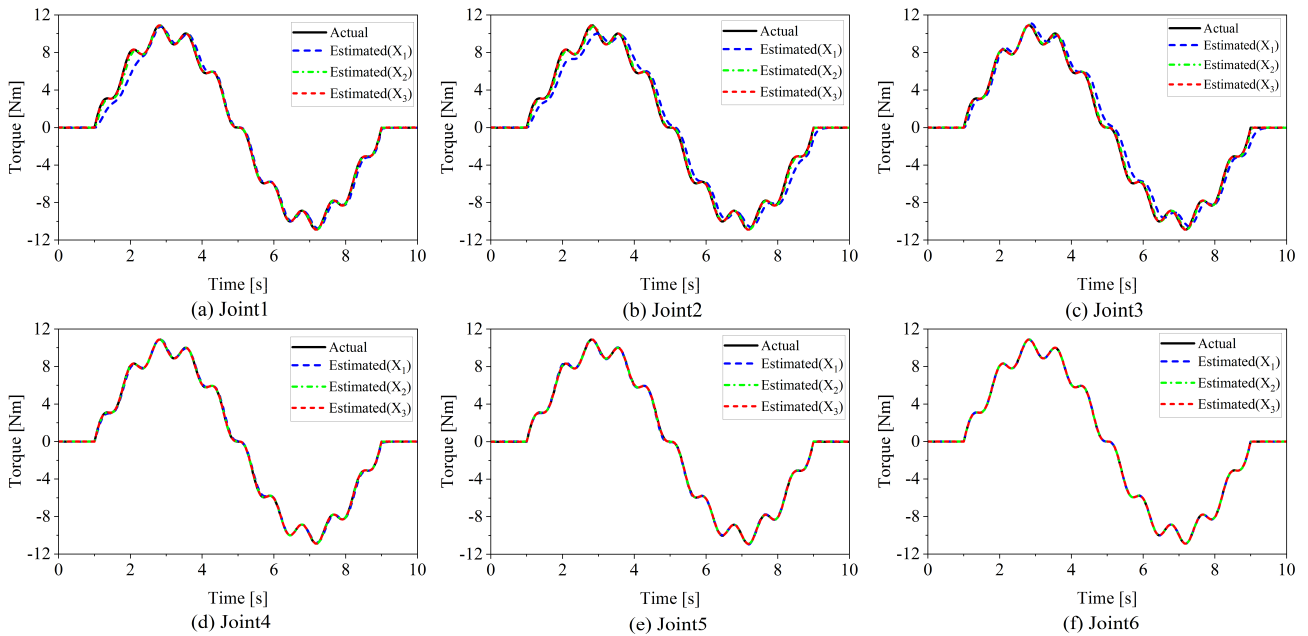 12
8
4
0
-4
-8
-12
Torque [Nm]
Actual
Estimated(X₁)
Estimated(X₂)
Estimated(X₃)
0 2 4 6 8 10
Time [s]
(a) Joint1
12
8
4
0
-4
-8
-12
Torque [Nm]
Actual
Estimated(X₁)
Estimated(X₂)
Estimated(X₃)
0 2 4 6 8 10
Time [s]
(b) Joint2
12
8
4
0
-4
-8
-12
Torque [Nm]
Actual
Estimated(X₁)
Estimated(X₂)
Estimated(X₃)
0 2 4 6 8 10
Time [s]
(c) Joint3
12
8
4
0
-4
-8
-12
Torque [Nm]
Actual
Estimated(X₁)
Estimated(X₂)
Estimated(X₃)
0 2 4 6 8 10
Time [s]
(d) Joint4
12
8
4
0
-4
-8
-12
Torque [Nm]
Actual
Estimated(X₁)
Estimated(X₂)
Estimated(X₃)
0 2 4 6 8 10
Time [s]
(e) Joint5
12
8
4
0
-4
-8
-12
Torque [Nm]
Actual
Estimated(X₁)
Estimated(X₂)
Estimated(X₃)
0 2 4 6 8 10
Time [s]
(f) Joint6